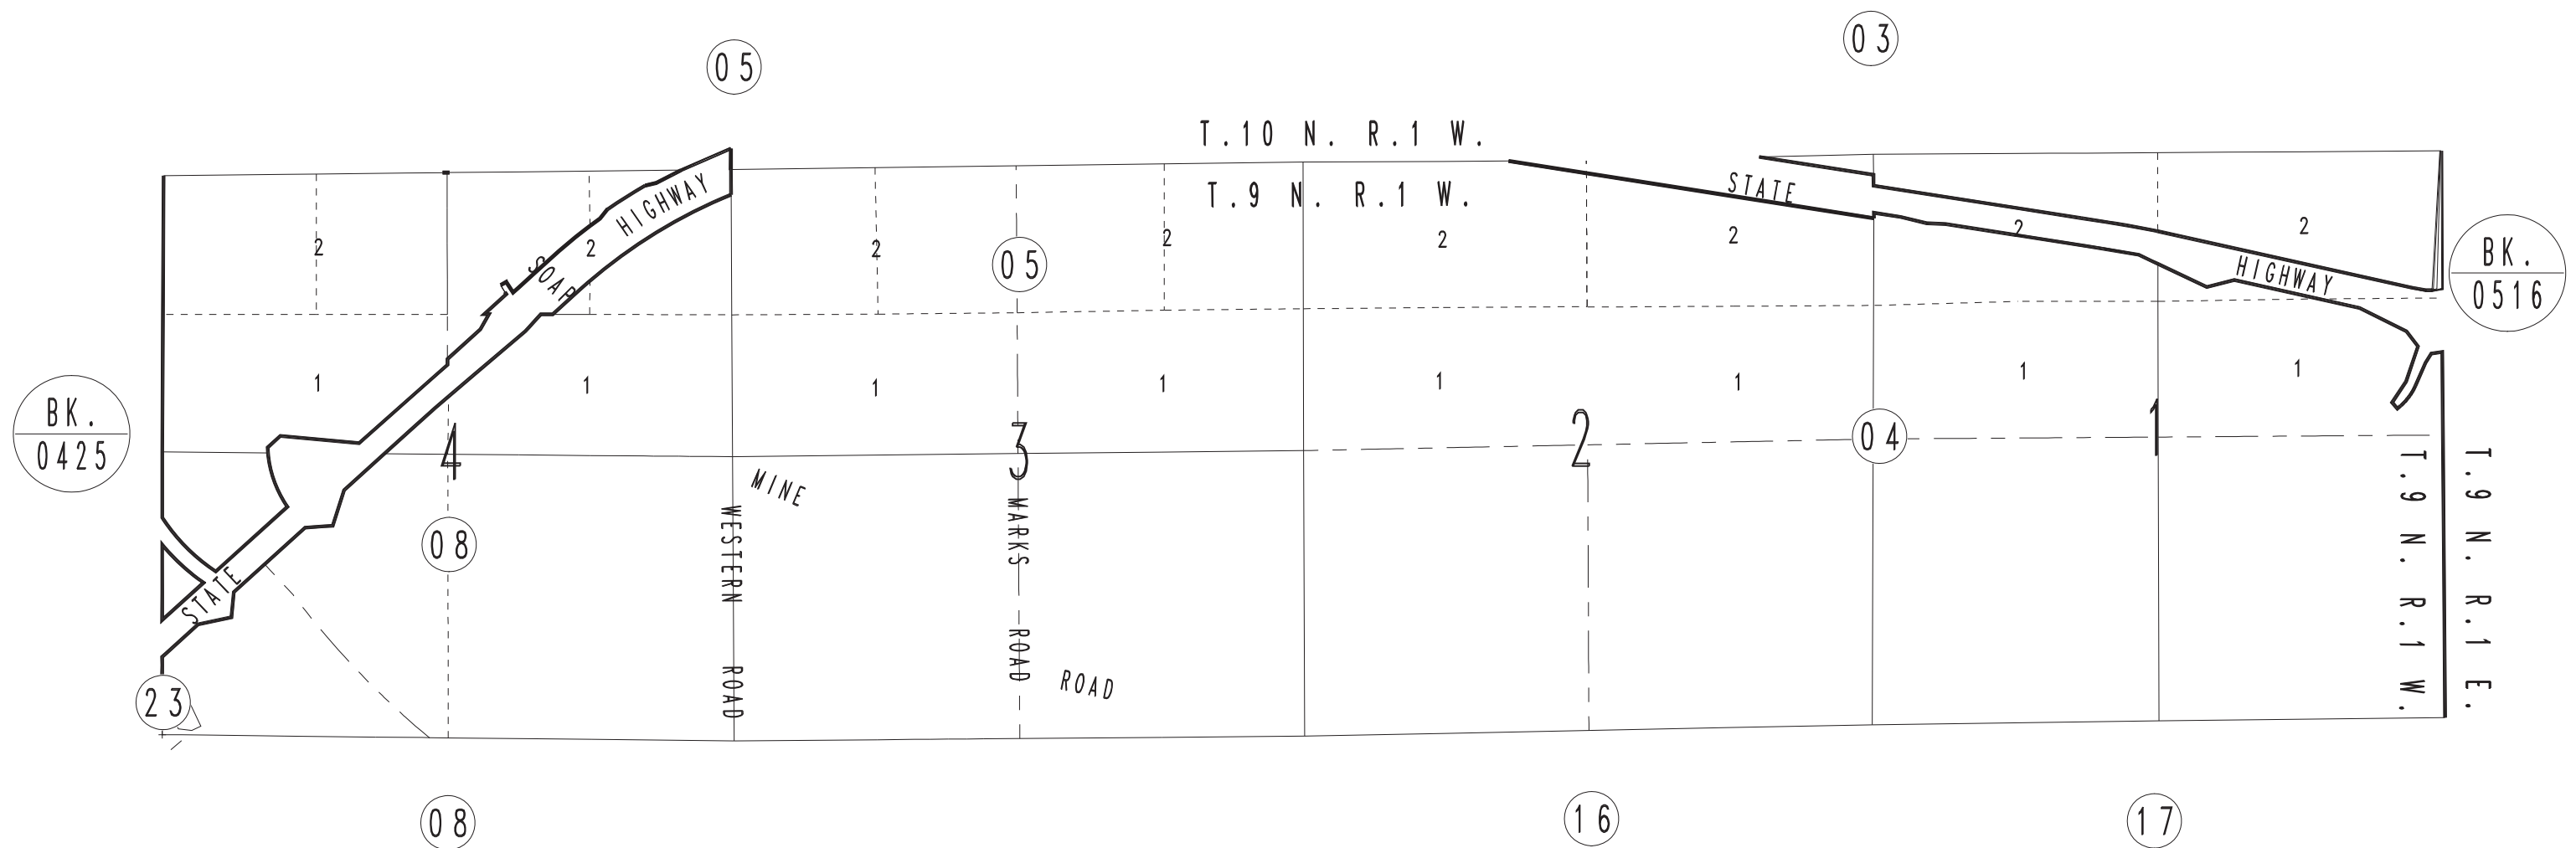 03
05
T.10 N. R.1 W.
T.9 N. R.1 W.
STATE
HIGHWAY
2
2
2
05
2
2
2
2
2
BK.
0516
SOAP
HIGHWAY
1
1
1
1
1
1
1
1
BK.
0425
4
3
2
04
1
MINE
08
WESTERN ROAD
MARKS ROAD
ROAD
STATE
T.9 N. R.1 W.
T.9 N. R.1 E.
23
08
16
17